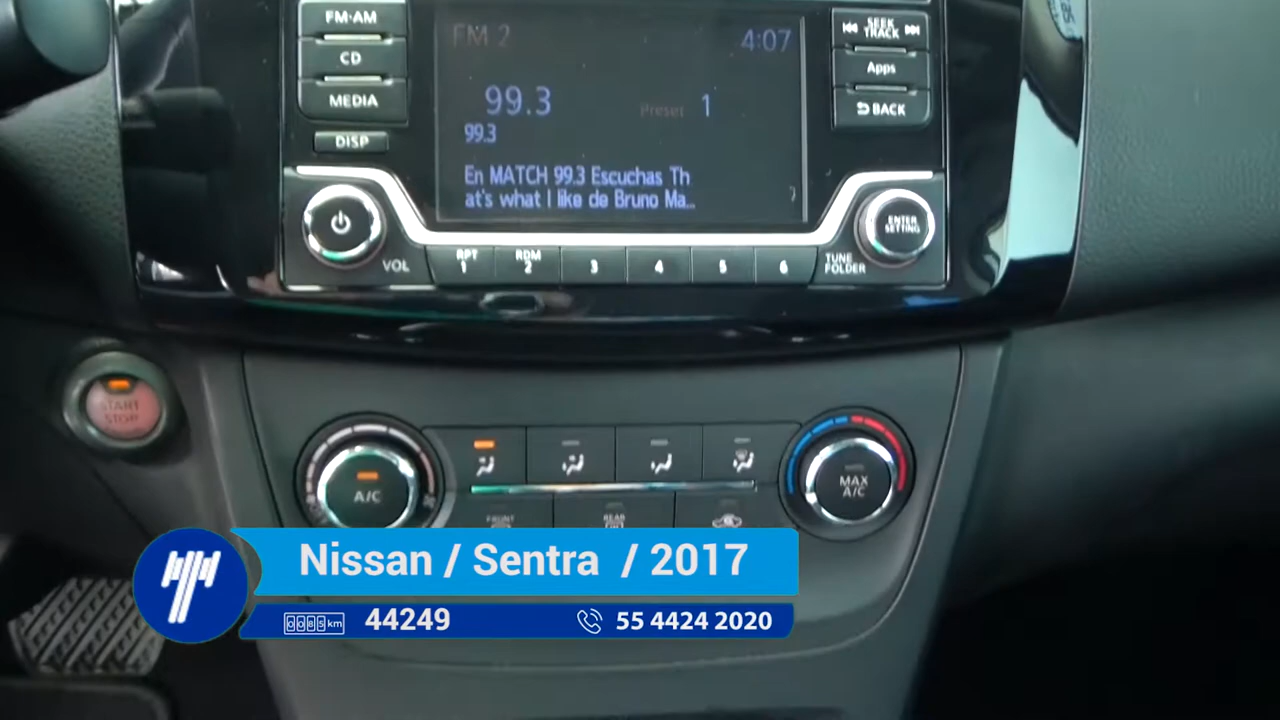 FM·AM
CD
MEDIA
DISP
FM 2
4:07
99.3
Preset 1
99.3
En MATCH 99.3 Escuchas Th
at's what I like de Bruno Ma...
SEEK
TRACK
Apps
BACK
VOL
RPT
1
RDM
2
3
4
5
6
ENTER
SETTING
TUNE
FOLDER
START
STOP
A/C
MAX
A/C
FRONT
REAR
Nissan / Sentra / 2017
km
44249
55 4424 2020